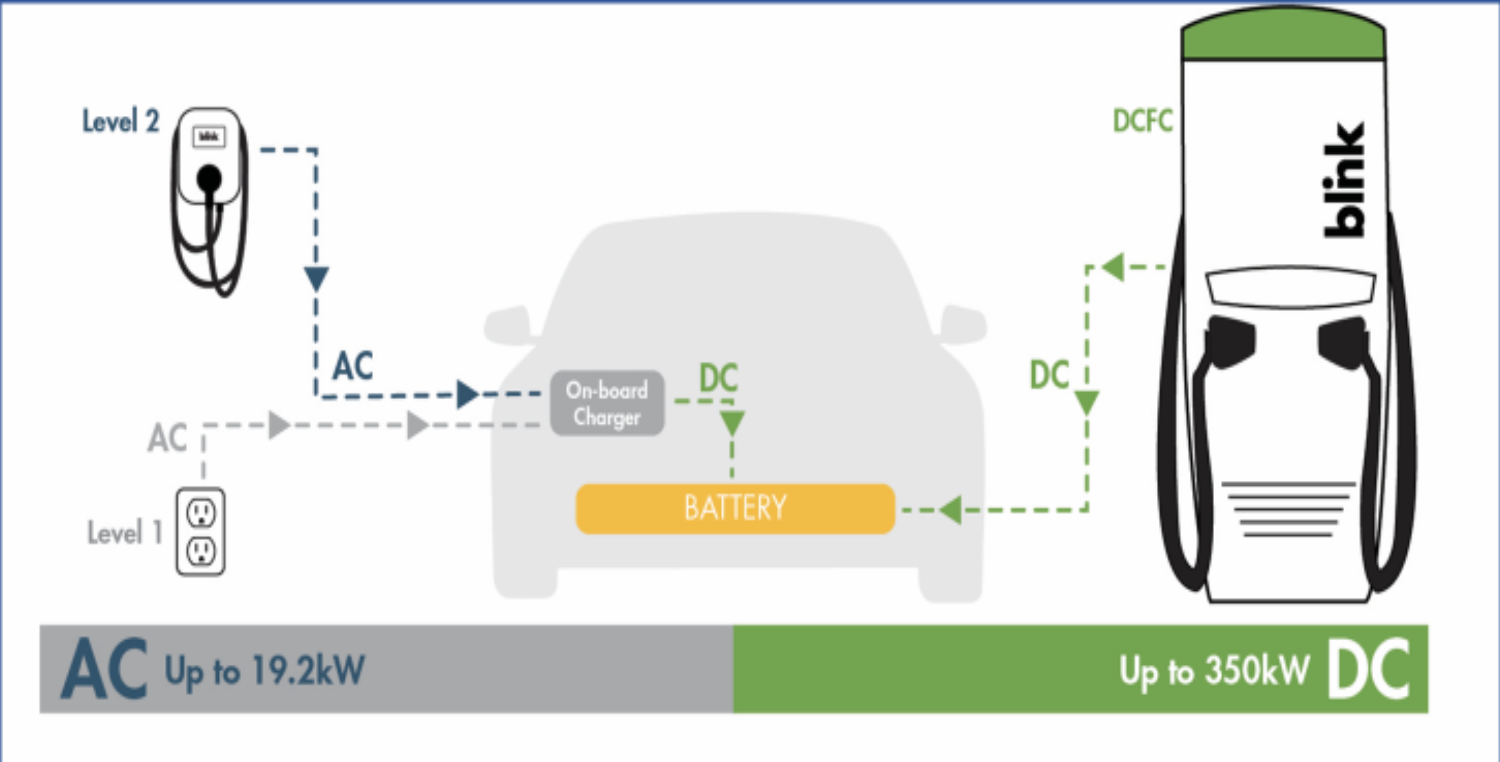 Level 2
blink
DCFC
blink
AC
On-board
Charger
DC
DC
AC
BATTERY
Level 1
AC Up to 19.2kW
Up to 350kW DC